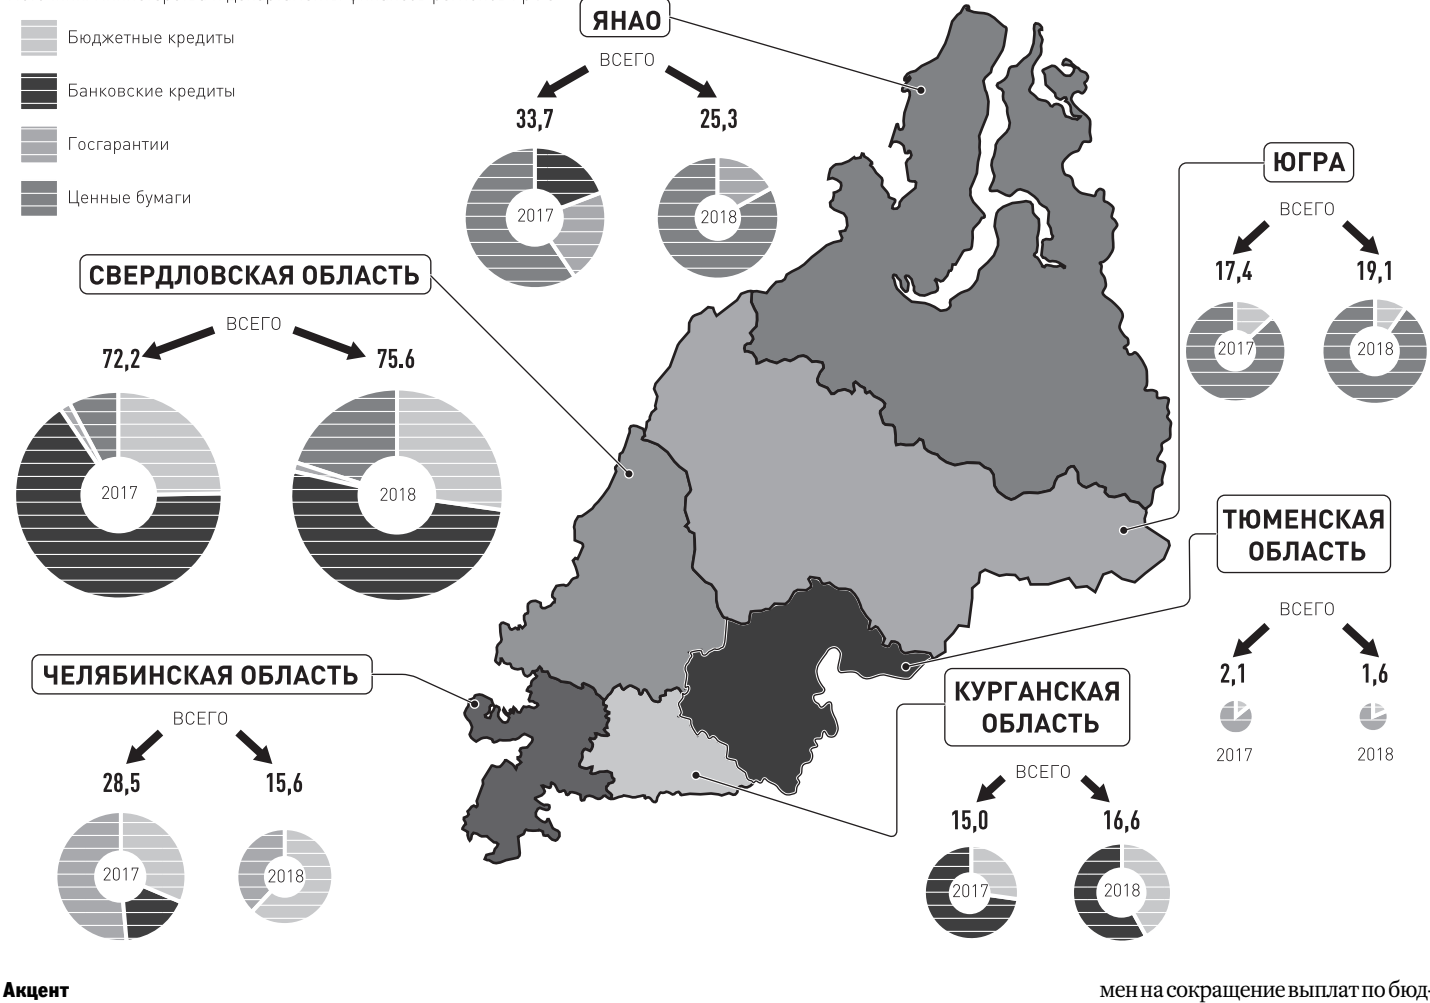 Бюджетные кредиты
Банковские кредиты
Госгарантии
Ценные бумаги
ЯНАО
ВСЕГО
33,7
25,3
2017
2018
ЮГРА
ВСЕГО
17,4
19,1
2017
2018
СВЕРДЛОВСКАЯ ОБЛАСТЬ
ВСЕГО
72,2
75.6
2017
2018
ТЮМЕНСКАЯ
ОБЛАСТЬ
ВСЕГО
2,1
1,6
2017
2018
ЧЕЛЯБИНСКАЯ ОБЛАСТЬ
ВСЕГО
28,5
15,6
2017
2018
КУРГАНСКАЯ
ОБЛАСТЬ
ВСЕГО
15,0
16,6
2017
2018
Акцент
мен на сокращение выплат по бюд-